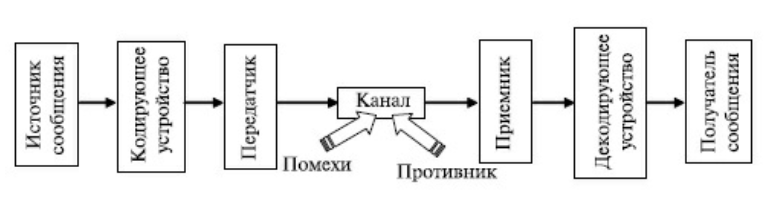 Источник
сообщения
Кодирующее
устройство
Передатчик
Канал
Помехи
Противник
Приемник
Декодирующее
устройство
Получатель
сообщения